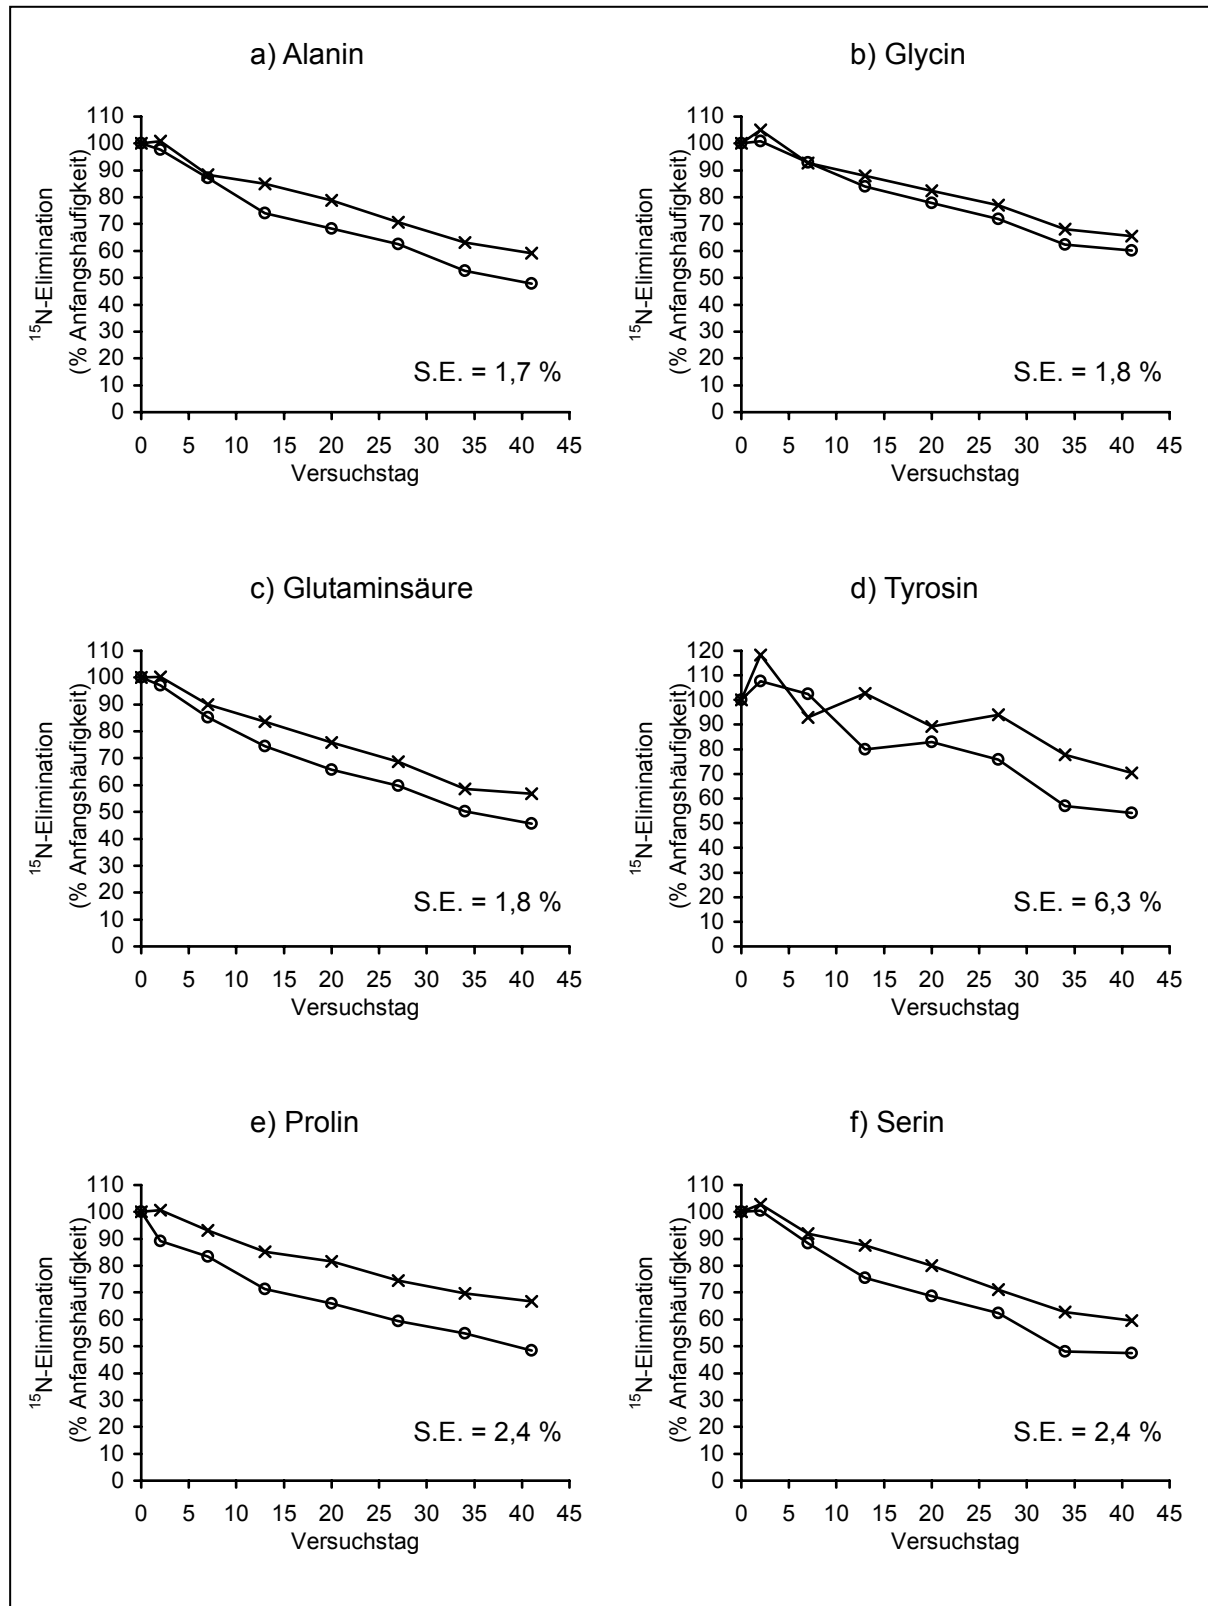 a) Alanin
110
100
90
80
70
60
50
40
30
20
10
0
15N-Elimination
(% Anfangshäufigkeit)
S.E. = 1,7 %
0 5 10 15 20 25 30 35 40 45
Versuchstag
b) Glycin
110
100
90
80
70
60
50
40
30
20
10
0
15N-Elimination
(% Anfangshäufigkeit)
S.E. = 1,8 %
0 5 10 15 20 25 30 35 40 45
Versuchstag
c) Glutaminsäure
110
100
90
80
70
60
50
40
30
20
10
0
15N-Elimination
(% Anfangshäufigkeit)
S.E. = 1,8 %
0 5 10 15 20 25 30 35 40 45
Versuchstag
d) Tyrosin
120
110
100
90
80
70
60
50
40
30
20
10
0
15N-Elimination
(% Anfangshäufigkeit)
S.E. = 6,3 %
0 5 10 15 20 25 30 35 40 45
Versuchstag
e) Prolin
110
100
90
80
70
60
50
40
30
20
10
0
15N-Elimination
(% Anfangshäufigkeit)
S.E. = 2,4 %
0 5 10 15 20 25 30 35 40 45
Versuchstag
f) Serin
110
100
90
80
70
60
50
40
30
20
10
0
15N-Elimination
(% Anfangshäufigkeit)
S.E. = 2,4 %
0 5 10 15 20 25 30 35 40 45
Versuchstag